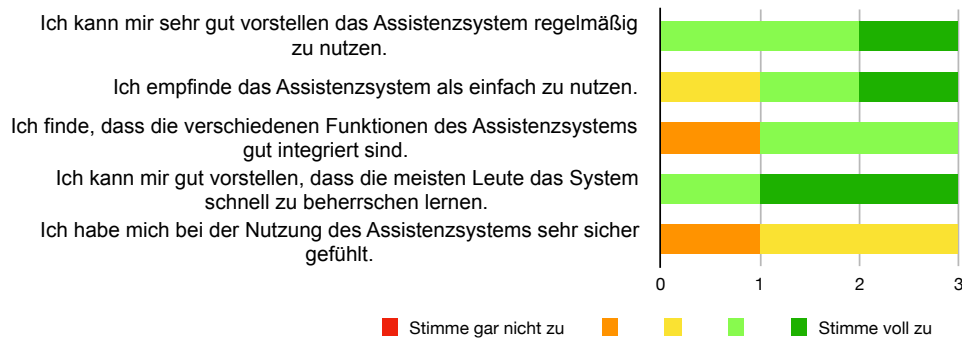 Ich kann mir sehr gut vorstellen das Assistenzsystem regelmäßig
zu nutzen.
Ich empfinde das Assistenzsystem als einfach zu nutzen.
Ich finde, dass die verschiedenen Funktionen des Assistenzsystems
gut integriert sind.
Ich kann mir gut vorstellen, dass die meisten Leute das System
schnell zu beherrschen lernen.
Ich habe mich bei der Nutzung des Assistenzsystems sehr sicher
gefühlt.
0 1 2 3
Stimme gar nicht zu Stimme voll zu